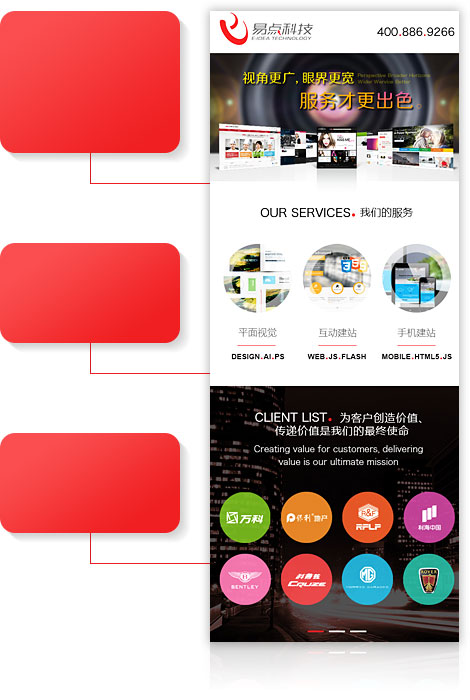 易点科技
E IDEA TECHNOLOGY
400.886.9266
视角更广，眼界更宽
Perspective Broader Horizons
Wider Wensive Better
服务才更出色。
OUR SERVICES. 我们的服务
平面视觉
互动建站
手机建站
DESIGN.AI.PS
WEB.JS.FLASH
MOBILE.HTML5.JS
CLIENT LIST. 为客户创造价值、
传递价值是我们的最终使命
Creating value for customers, delivering
value is our ultimate mission
万科
保利地产
R&F
RFLP
利海中国
BENTLEY
科鲁兹
CRUZE
MG
ROVER